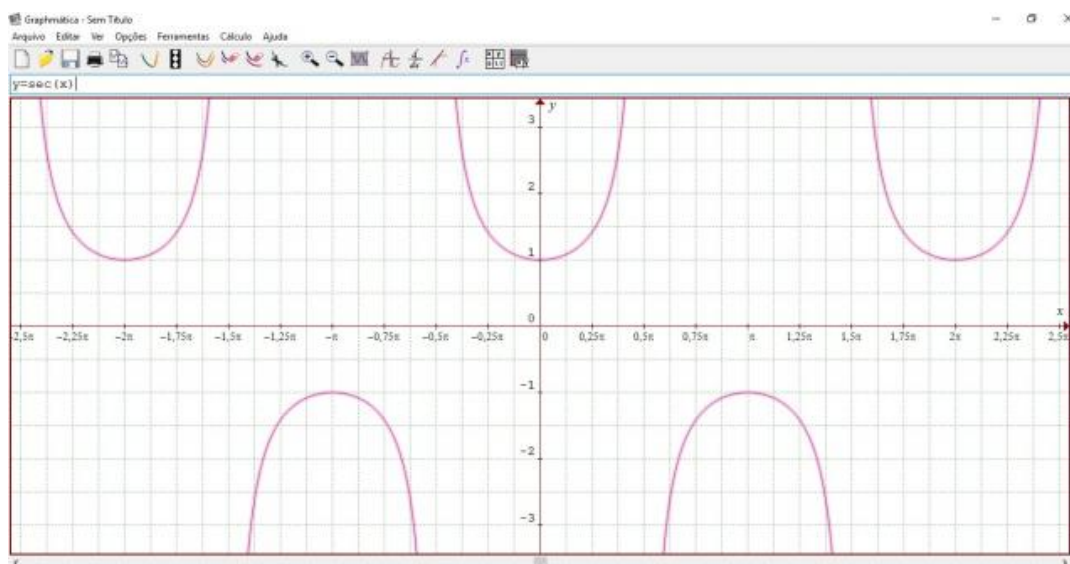 Graphmática - Sem Título
Arquivo Editar Ver Opções Ferramentas Cálculo Ajuda
y=sec(x)
y
3
2
1
0
x
-2,5π -2,25π -2π -1,75π -1,5π -1,25π -π -0,75π -0,5π -0,25π 0 0,25π 0,5π 0,75π π 1,25π 1,5π 1,75π 2π 2,25π 2,5π
-1
-2
-3